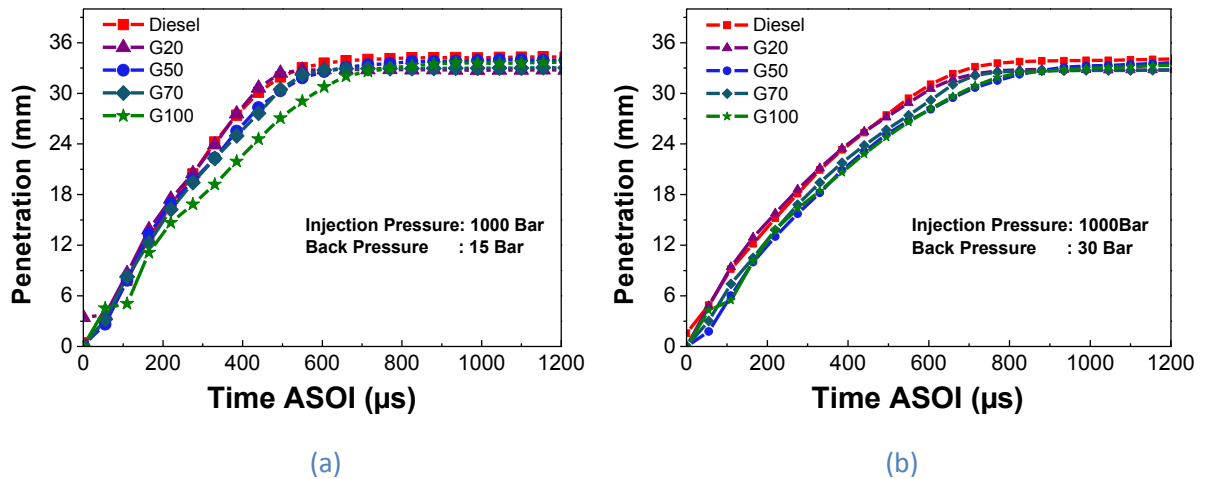 Diesel
G20
G50
G70
G100
36
30
24
18
12
6
0
Penetration (mm)
Injection Pressure: 1000 Bar
Back Pressure : 15 Bar
0 200 400 600 800 1000 1200
Time ASOI (µs)
(a)
Diesel
G20
G50
G70
G100
36
30
24
18
12
6
0
Penetration (mm)
Injection Pressure: 1000Bar
Back Pressure : 30 Bar
0 200 400 600 800 1000 1200
Time ASOI (µs)
(b)